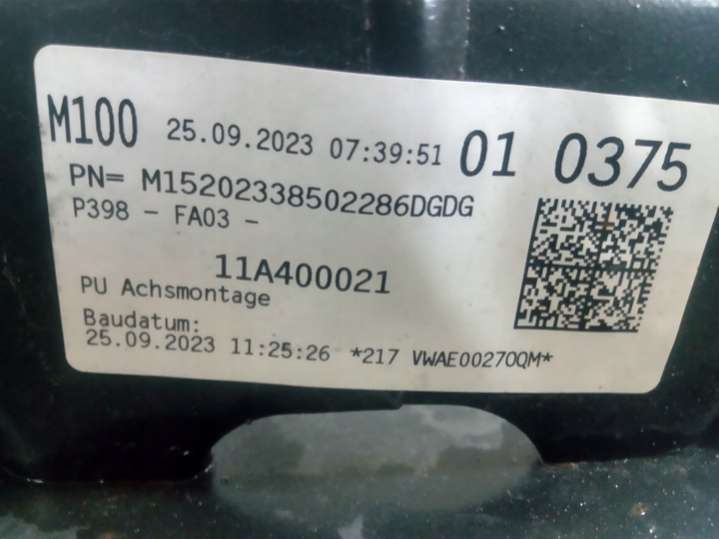 M100 25.09.2023 07:39:51 01 0375
PN= M15202338502286DGDG
P398 - FA03 -
11A400021
PU Achsmontage
Baudatum:
25.09.2023 11:25:26 *217 VWAE00270QM*